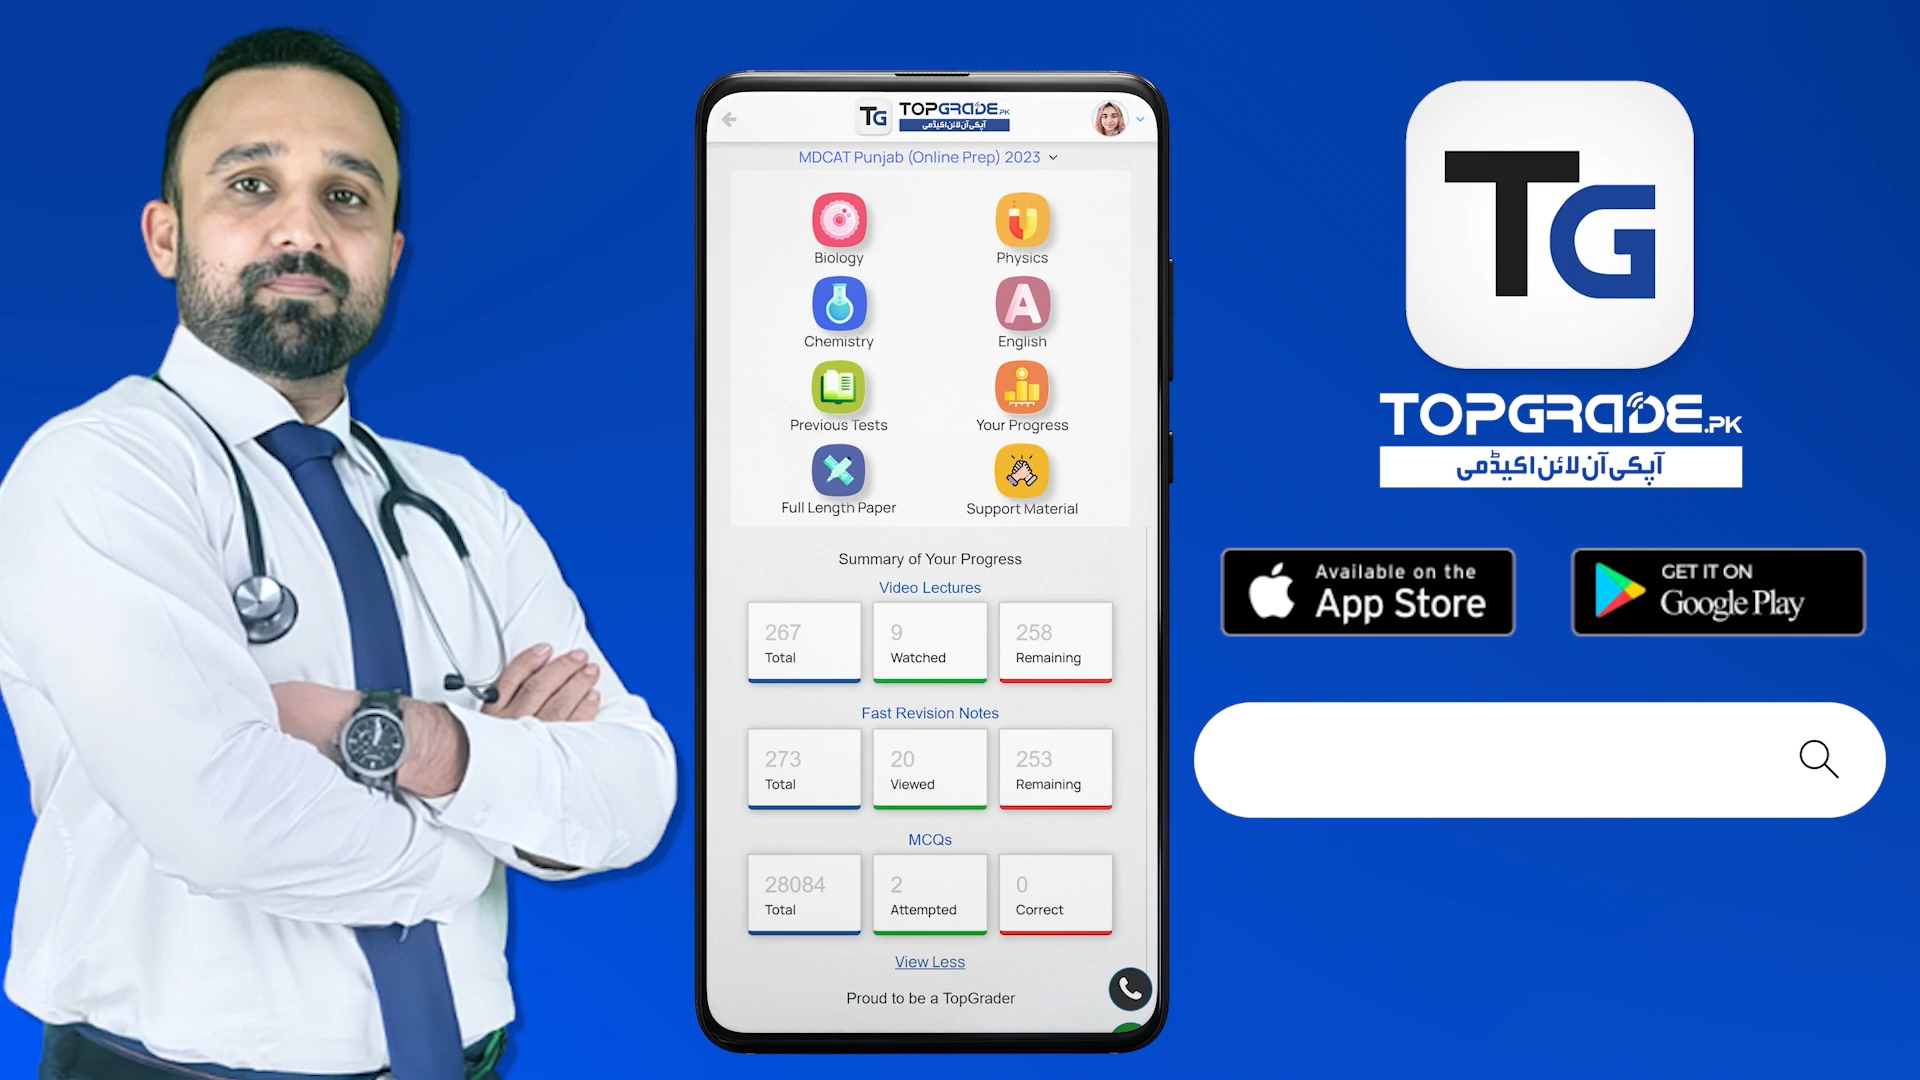 TG TOPGRADE.PK
آپکی آن لائن اکیڈمی
MDCAT Punjab (Online Prep) 2023
Biology
Physics
Chemistry
A
English
Previous Tests
Your Progress
Full Length Paper
Support Material
Summary of Your Progress
Video Lectures
267
Total
9
Watched
258
Remaining
Fast Revision Notes
273
Total
20
Viewed
253
Remaining
MCQs
28084
Total
2
Attempted
0
Correct
View Less
Proud to be a TopGrader
TG
TOPGRADE.PK
آپکی آن لائن اکیڈمی
Available on the
App Store
GET IT ON
Google Play